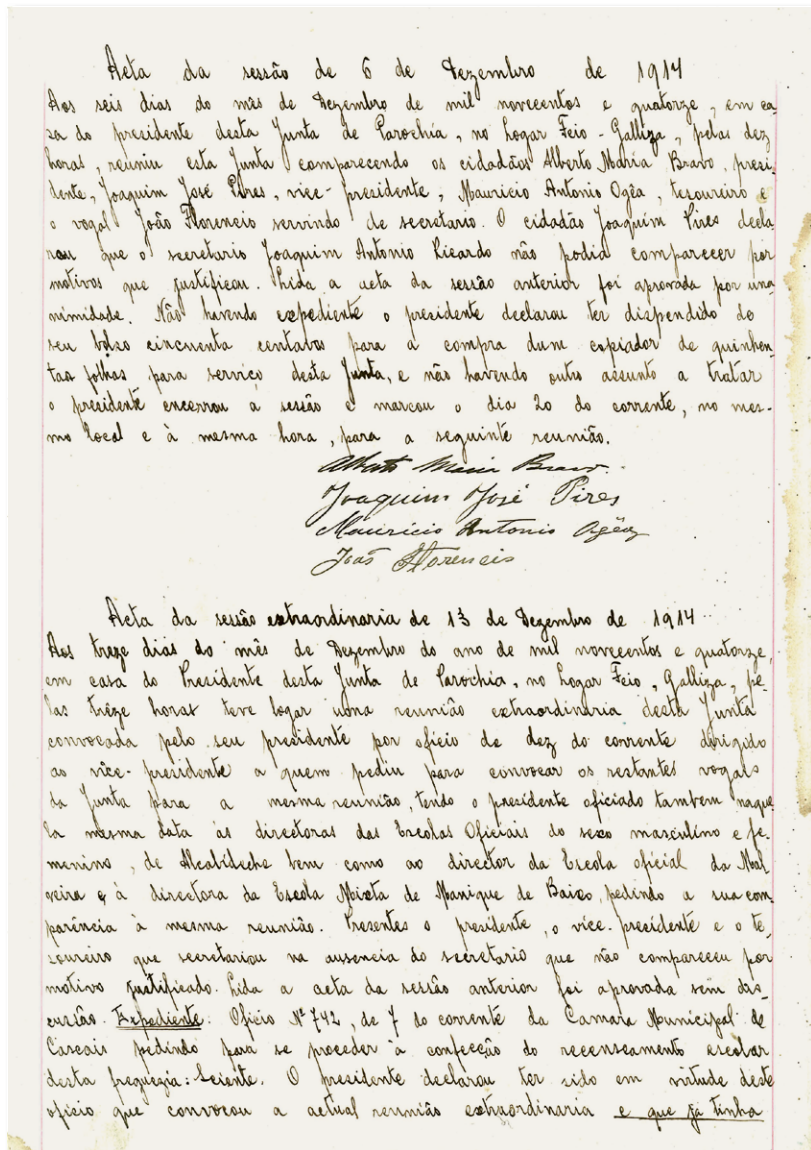 Acta da sessão de 6 de Dezembro de 1914
Aos seis dias do mês de Dezembro de mil novecentos e quatorze, em ca-
sa do presidente desta Junta de Parochia, no logar Feio - Galliza, pelas dez
horas, reuniu esta Junta comparecendo os cidadãos Alberto Maria Bravo, presi-
dente, Joaquim José Pires, vice-presidente, Mauricio Antonio Ogêa, tesoureiro e
o vogal João Florencio servindo de secretario. O cidadão Joaquim Pires decla-
rou que o secretario Joaquim Antonio Ricardo não podia comparecer por
motivos que justificou. Lida a acta da sessão anterior foi aprovada por una-
nimidade. Não havendo expediente o presidente declarou ter dispendido do
seu bolso cincuenta centavos para a compra dum copiador de quinhen-
tas folhas para serviço desta Junta, e não havendo outro assunto a tratar
o presidente encerrou a sessão e marcou o dia 20 do corrente, no mes-
mo local e à mesma hora, para a seguinte reunião.
Alberto Maria Bravo.
Joaquim José Pires
Mauricio Antonio Ogêa
João Florencio
Acta da sessão extraordinaria de 13 de Dezembro de 1914
Aos treze dias do mês de Dezembro do ano de mil novecentos e quatorze,
em casa do Presidente desta Junta de Parochia, no logar Feio, Galliza, pe-
las trêze horas teve logar uma reunião extraordinaria desta Junta
convocada pelo seu presidente por oficio de dez do corrente dirigido
ao vice-presidente a quem pediu para convocar os restantes vogais
da Junta para a mesma reunião, tendo o presidente oficiado tambem naque-
la mesma data às directoras das Escolas Oficiais do sexo masculino e fe-
menino, de Alcabideche bem como ao director da Escola oficial da Mal
veira e à directora da Escola Mixta de Manique de Baixo, pedindo a sua com-
parência à mesma reunião. Presentes o presidente, o vice-presidente e o te-
soureiro que secretariou na ausencia do secretario que não compareceu por
motivo justificado. Lida a acta da sessão anterior foi aprovada sem dis-
cursão. Expediente: Oficio Nº 742, de 7 do corrente da Camara Municipal de
Cascais pedindo para se proceder à confecção do recenseamento escolar
desta freguezia: Sciente. O presidente declarou ter sido em virtude deste
oficio que convocou a actual reunião extraordinaria e que já tinha